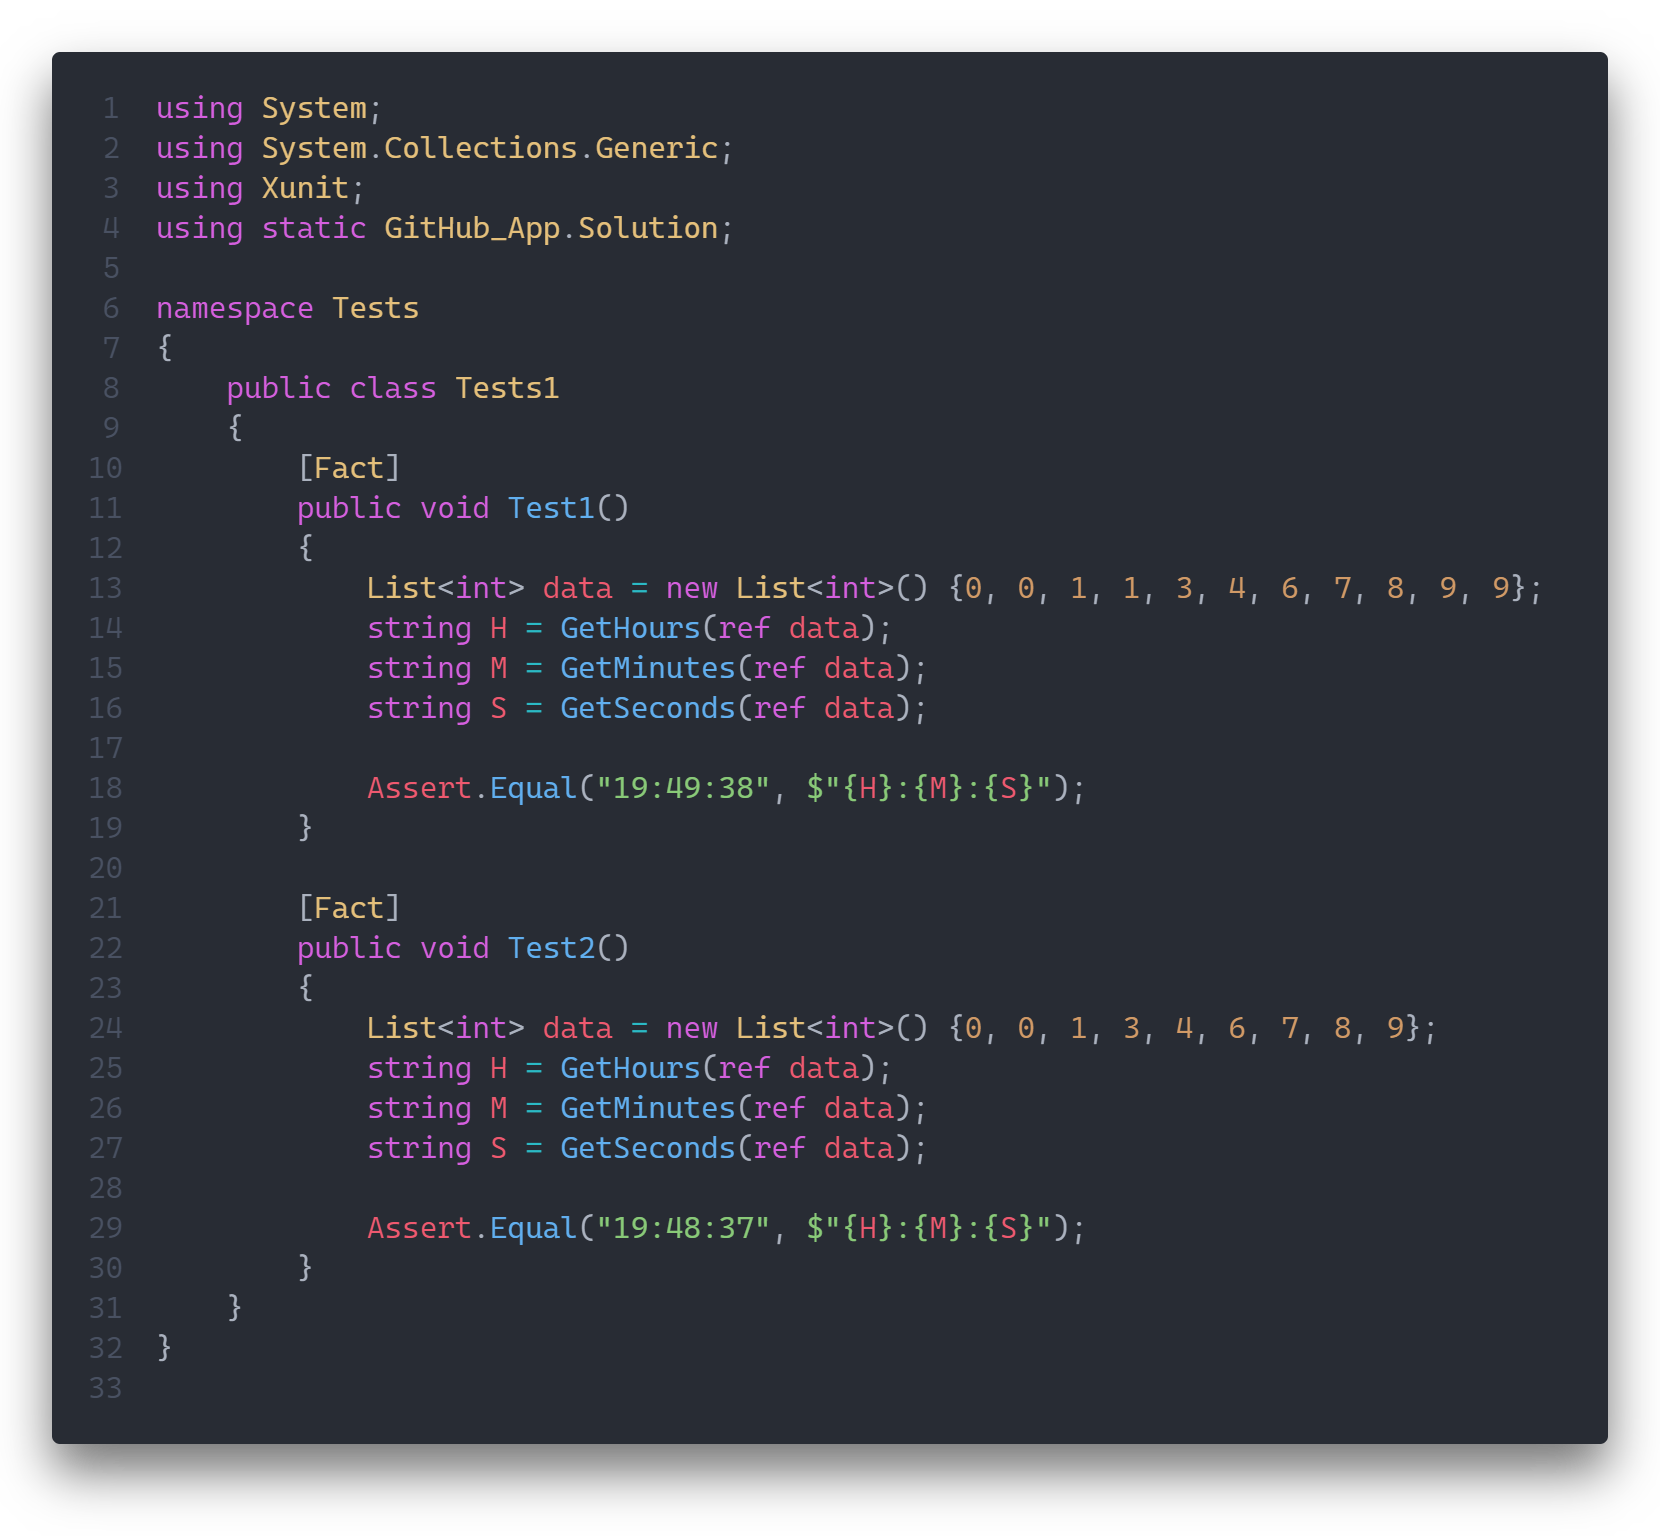 1 using System;
2 using System.Collections.Generic;
3 using Xunit;
4 using static GitHub_App.Solution;
5
6 namespace Tests
7 {
8     public class Tests1
9     {
10         [Fact]
11         public void Test1()
12         {
13             List<int> data = new List<int>() {0, 0, 1, 1, 3, 4, 6, 7, 8, 9, 9};
14             string H = GetHours(ref data);
15             string M = GetMinutes(ref data);
16             string S = GetSeconds(ref data);
17
18             Assert.Equal("19:49:38", $"{H}:{M}:{S}");
19         }
20
21         [Fact]
22         public void Test2()
23         {
24             List<int> data = new List<int>() {0, 0, 1, 3, 4, 6, 7, 8, 9};
25             string H = GetHours(ref data);
26             string M = GetMinutes(ref data);
27             string S = GetSeconds(ref data);
28
29             Assert.Equal("19:48:37", $"{H}:{M}:{S}");
30         }
31     }
32 }
33